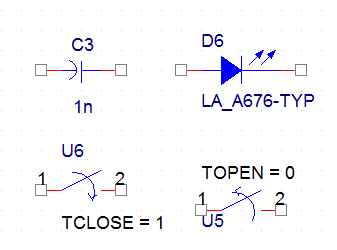 C3
1n
D6
LA_A676-TYP
U6
1 2
TCLOSE = 1
TOPEN = 0
1 2
U5